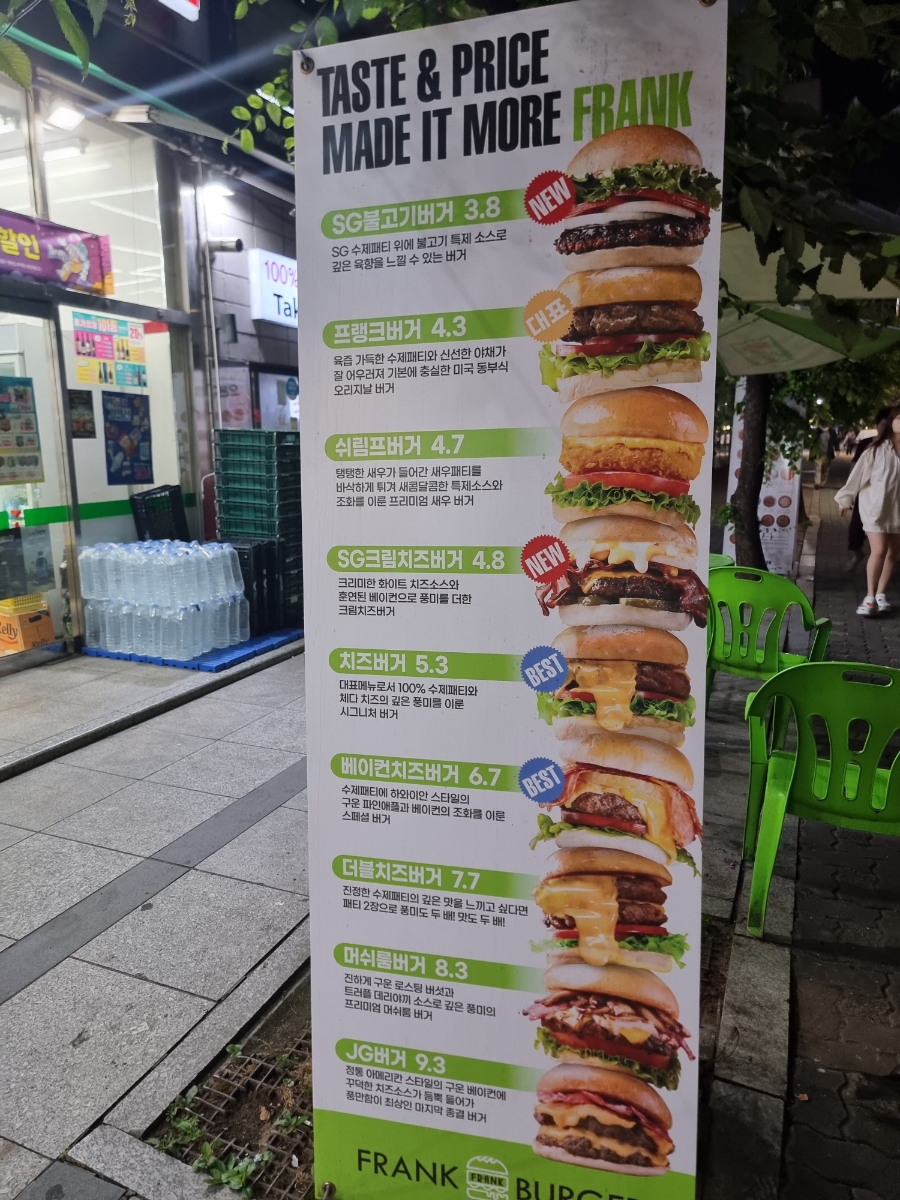 TASTE & PRICE
MADE IT MORE FRANK
SG불고기버거 3.8
NEW
SG 수제패티 위에 불고기 특제 소스로
깊은 육향을 느낄 수 있는 버거
프랭크버거 4.3
대표
육즙 가득한 수제패티와 신선한 야채가
잘 어우러져 기본에 충실한 미국 동부식
오리지날 버거
쉬림프버거 4.7
탱탱한 새우가 들어간 새우패티를
바삭하게 튀겨 새콤달콤한 특제소스와
조화를 이룬 프리미엄 새우 버거
SG크림치즈버거 4.8
NEW
크리미한 화이트 치즈소스와
훈연된 베이컨으로 풍미를 더한
크림치즈버거
치즈버거 5.3
BEST
대표메뉴로서 100% 수제패티와
체다 치즈의 깊은 풍미를 이룬
시그니처 버거
베이컨치즈버거 6.7
BEST
수제패티에 하와이안 스타일의
구운 파인애플과 베이컨의 조화를 이룬
스페셜 버거
더블치즈버거 7.7
진정한 수제패티의 깊은 맛을 느끼고 싶다면
패티 2장으로 풍미도 두 배! 맛도 두 배!
머쉬룸버거 8.3
진하게 구운 로스팅 버섯과
트러플 데리야끼 소스로 깊은 풍미의
프리미엄 머쉬룸 버거
JG버거 9.3
정통 아메리칸 스타일의 구운 베이컨에
꾸덕한 치즈소스가 듬뿍 들어가
풍만함이 최상인 마지막 종결 버거
FRANK
FRANK
BURGER
할인
100%
Tak
elly